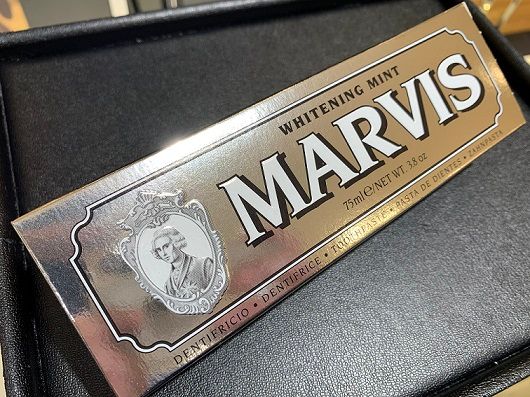 WHITENING MINT
MARVIS
75ml ℮/NET WT. 3.8 oz
DENTIFRICIO • DENTIFRICE • TOOTHPASTE • PASTA DE DIENTES • ZAHNPASTA